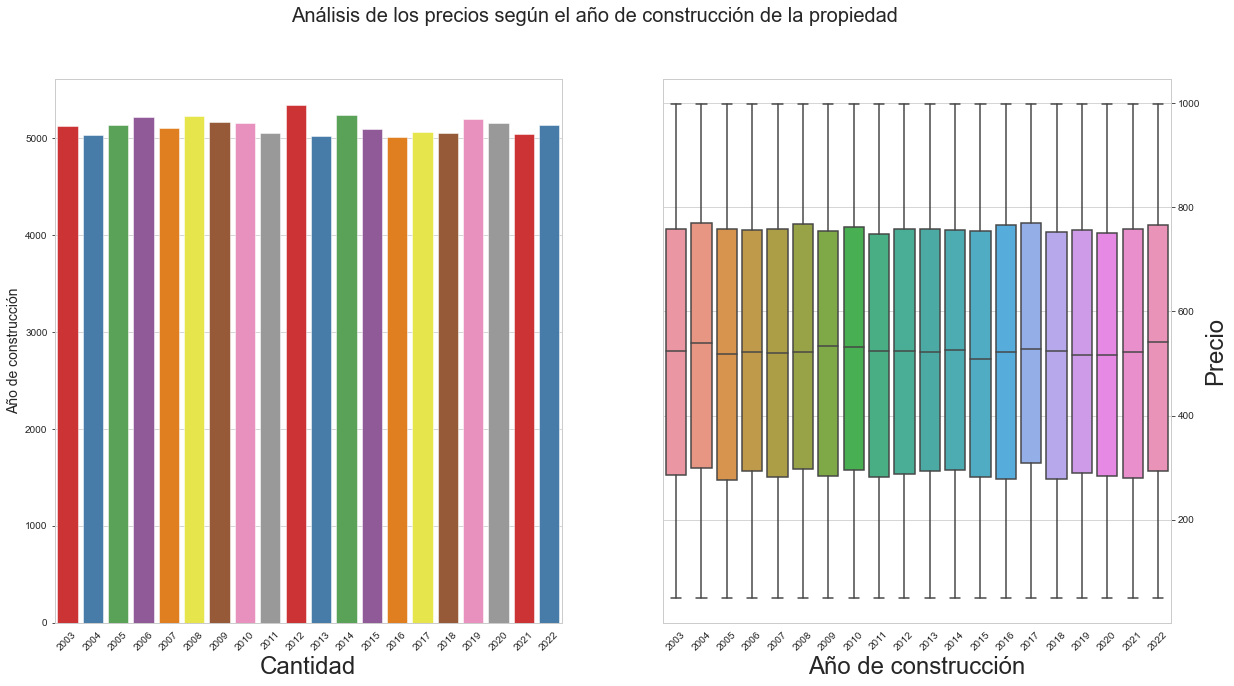 Análisis de los precios según el año de construcción de la propiedad
Año de construcción
5000
4000
3000
2000
1000
0
2003 2004 2005 2006 2007 2008 2009 2010 2011 2012 2013 2014 2015 2016 2017 2018 2019 2020 2021 2022
Cantidad
1000
800
600
400
200
Precio
2003 2004 2005 2006 2007 2008 2009 2010 2011 2012 2013 2014 2015 2016 2017 2018 2019 2020 2021 2022
Año de construcción